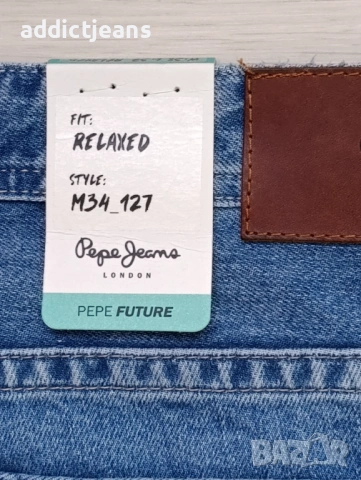 addictjeans
FIT:
RELAXED
STYLE:
M34_127
Pepe Jeans
LONDON
PEPE FUTURE
BAZAR